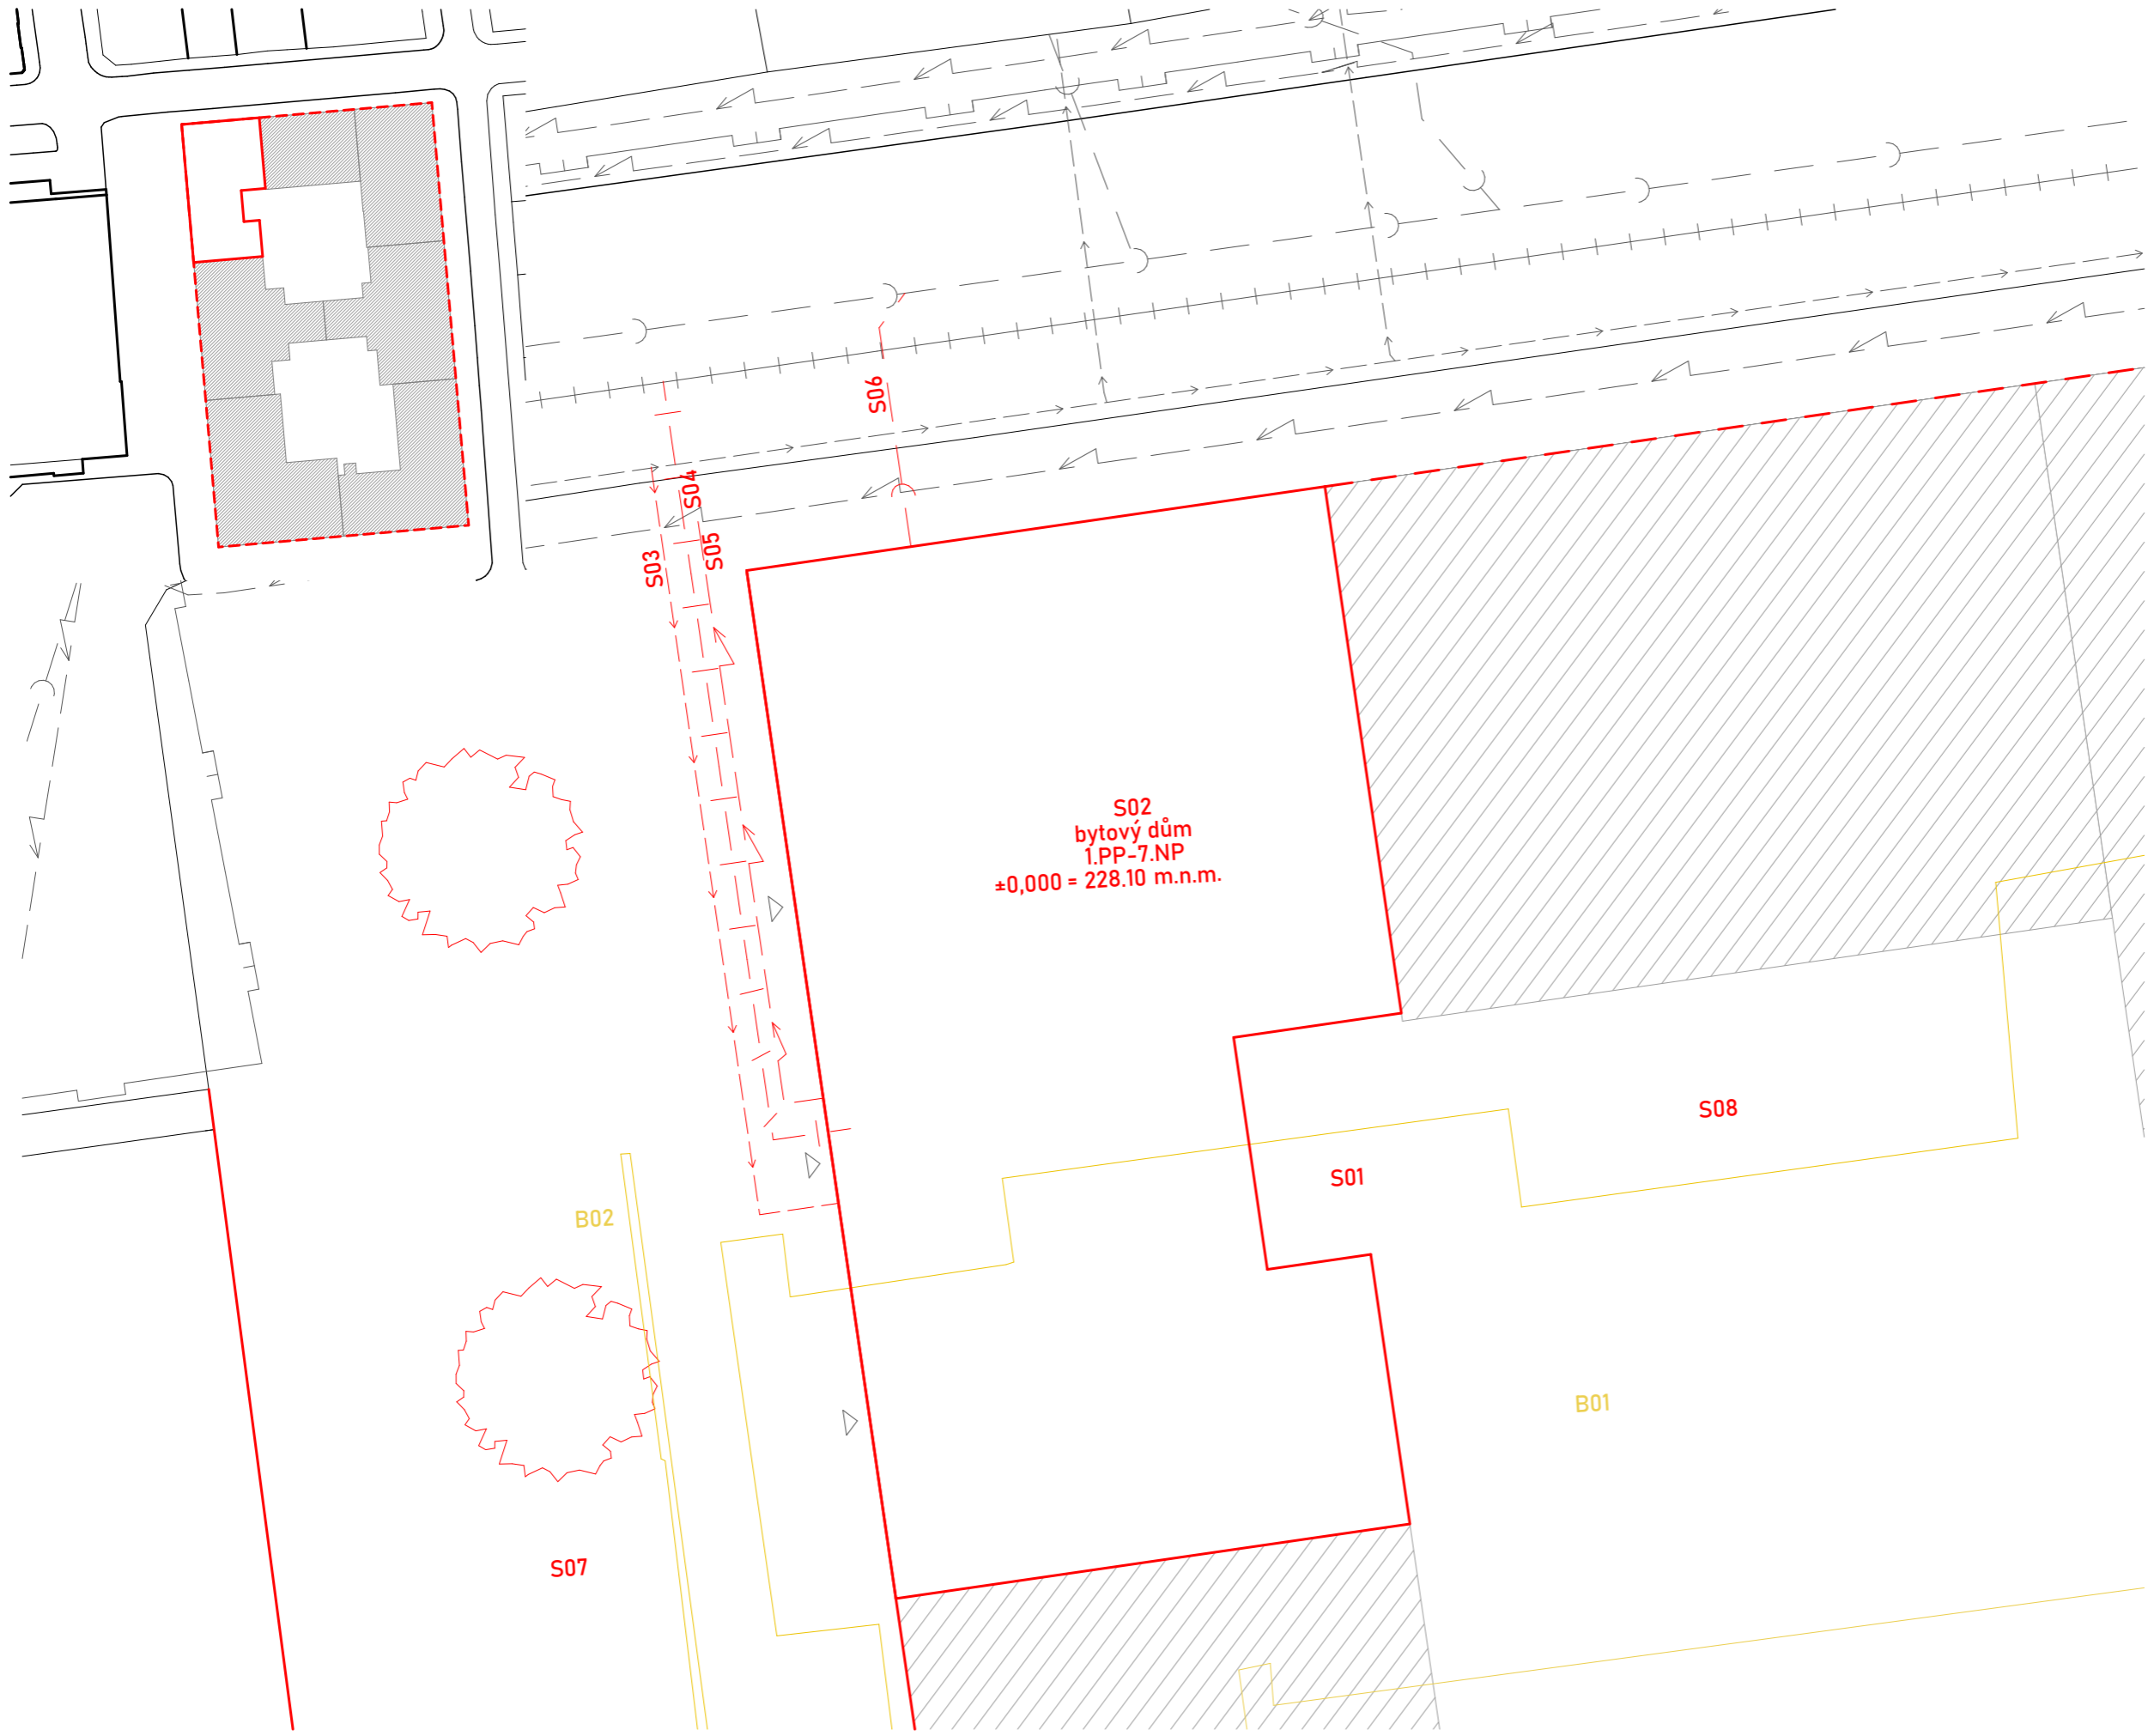 S06
S04
S05
S03
S02
bytový dům
1.PP-7.NP
±0,000 = 228.10 m.n.m.
S08
S01
B02
B01
S07